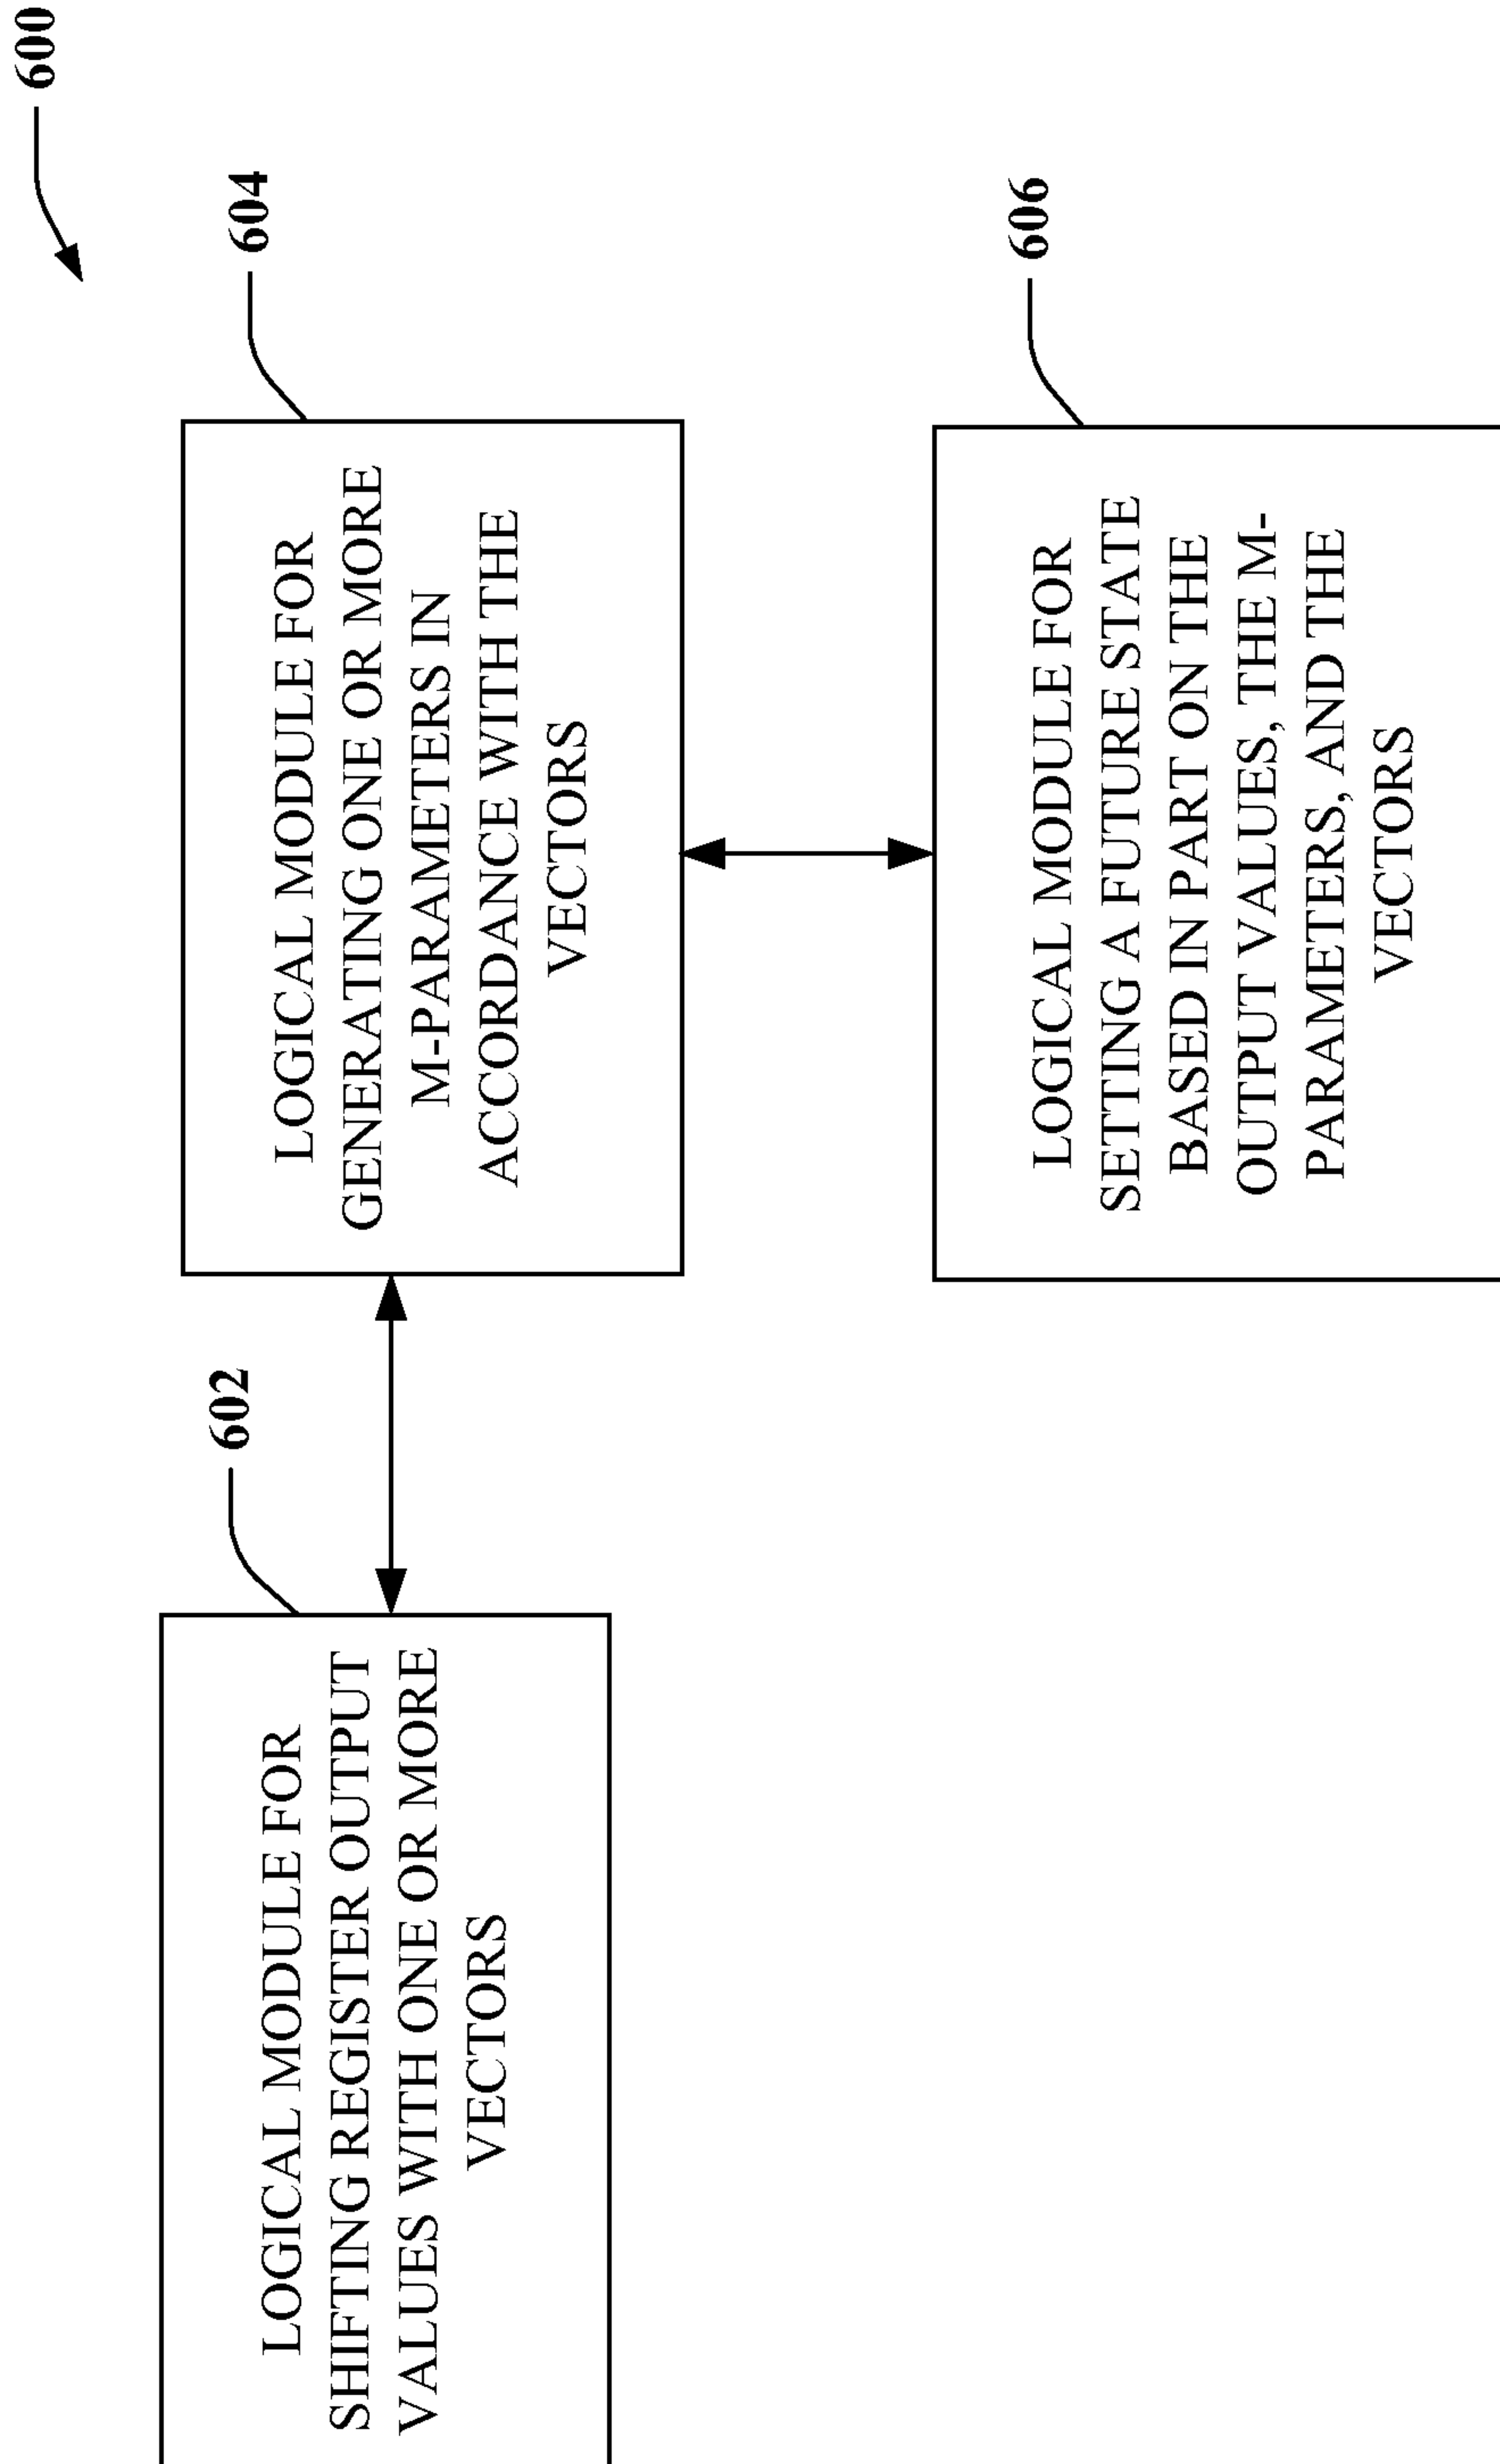 600
602
LOGICAL MODULE FOR
SHIFTING REGISTER OUTPUT
VALUES WITH ONE OR MORE
VECTORS
604
LOGICAL MODULE FOR
GENERATING ONE OR MORE
M-PARAMETERS IN
ACCORDANCE WITH THE
VECTORS
606
LOGICAL MODULE FOR
SETTING A FUTURE STATE
BASED IN PART ON THE
OUTPUT VALUES, THE M-
PARAMETERS, AND THE
VECTORS